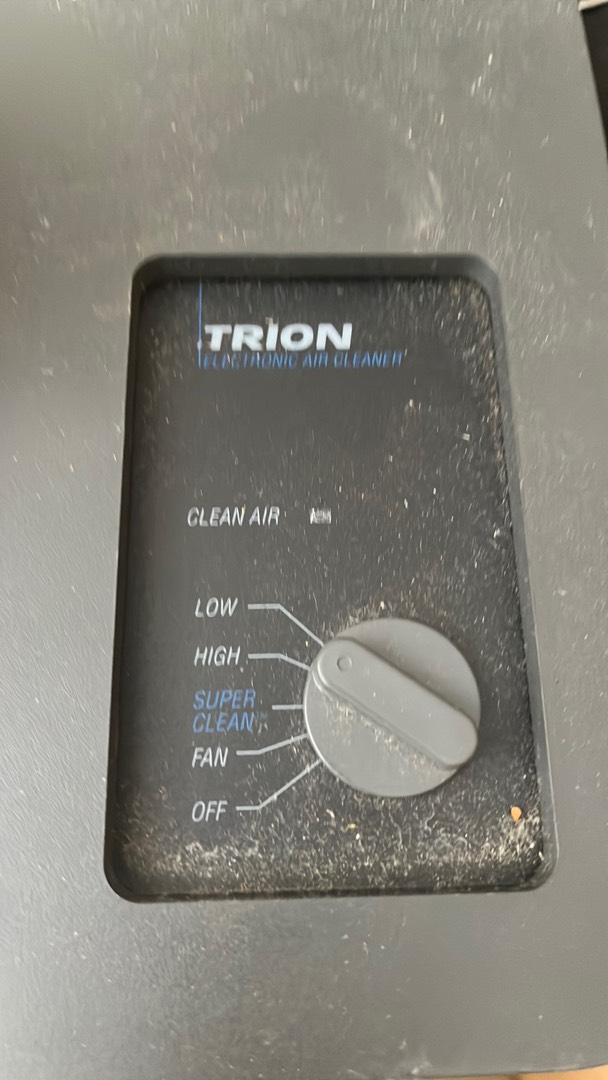 TRION
ELECTRONIC AIR CLEANER
CLEAN AIR
LOW
HIGH
SUPER
CLEAN
FAN
OFF